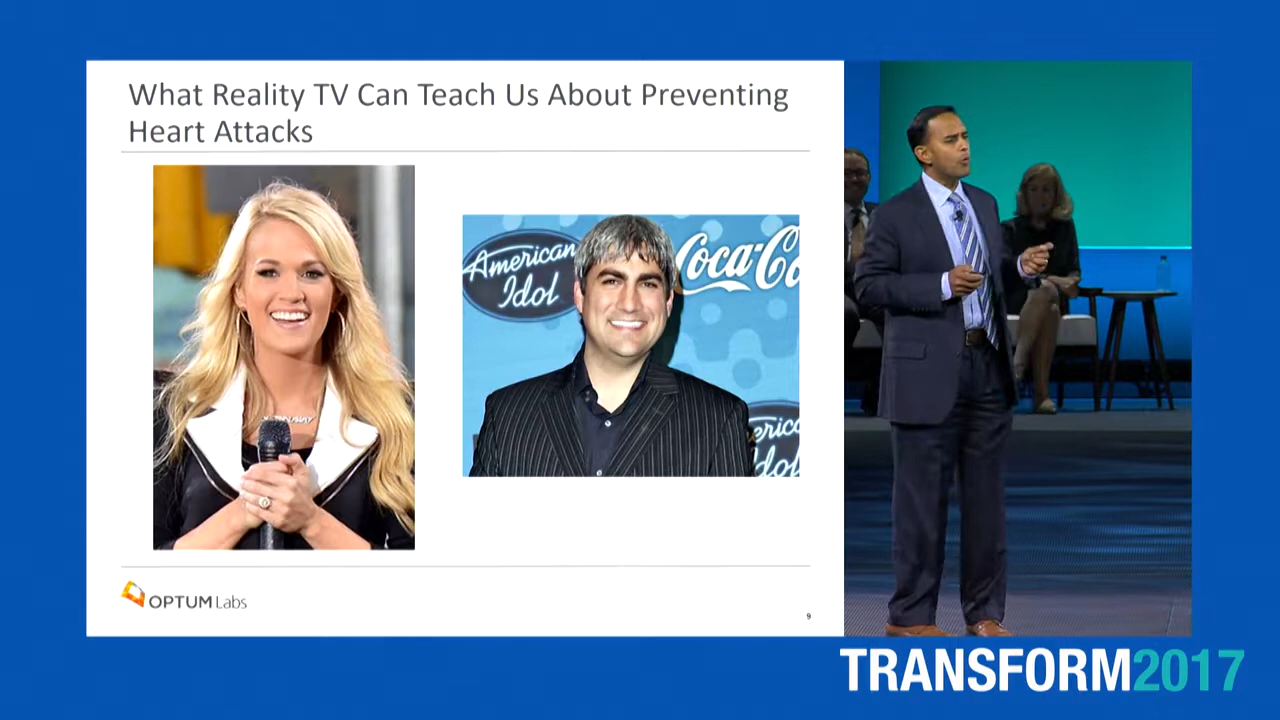 What Reality TV Can Teach Us About Preventing
Heart Attacks
American
Idol
Coca-Co
erica
Idol
OPTUM Labs
9
TRANSFORM2017